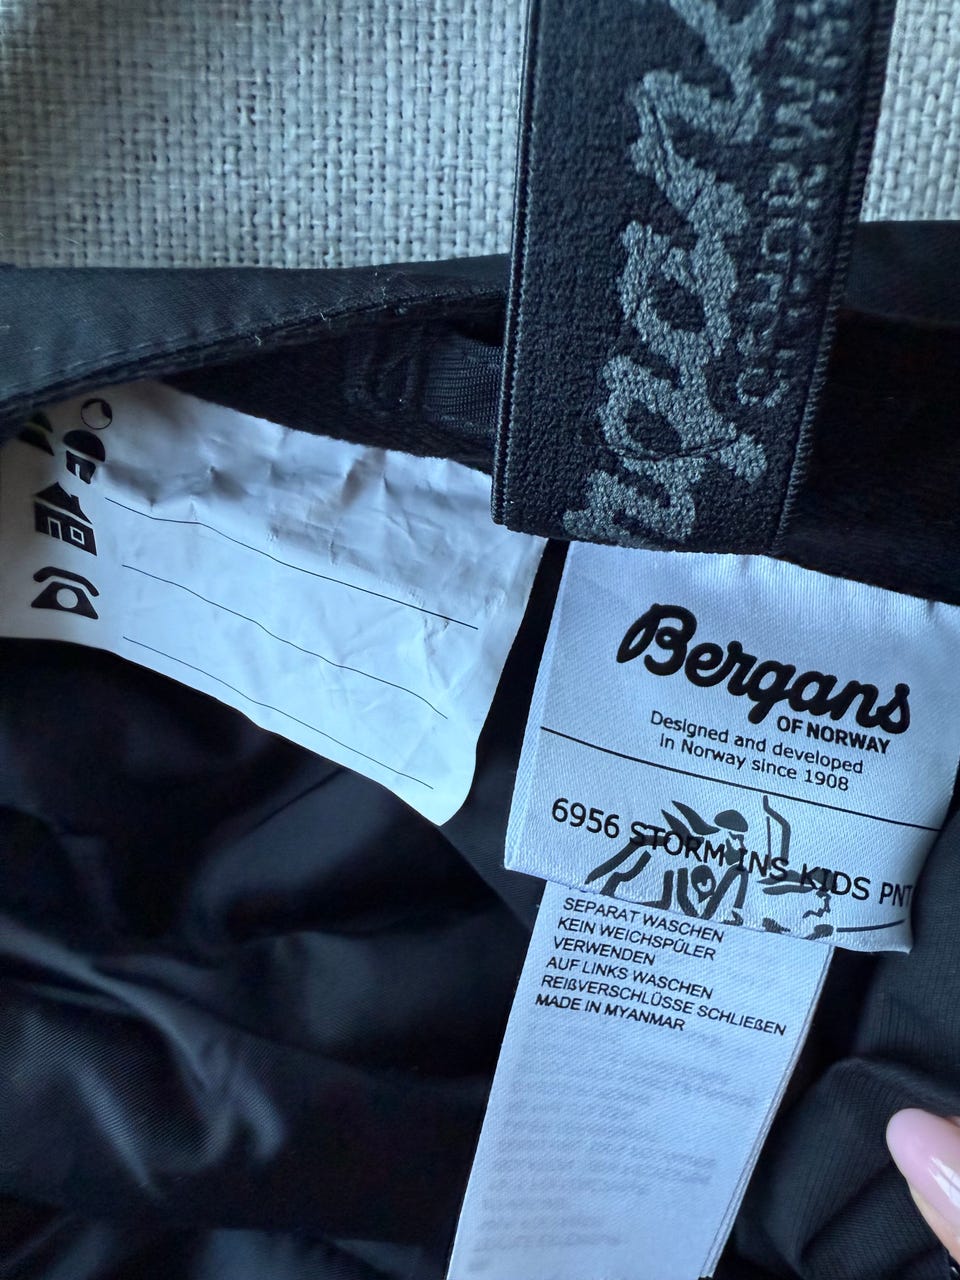 Bergans
OF NORWAY
Designed and developed
in Norway since 1908
6956 STORM INS KIDS PNT
SEPARAT WASCHEN
KEIN WEICHSPÜLER
VERWENDEN
AUF LINKS WASCHEN
REIßVERSCHLÜSSE SCHLIEßEN
MADE IN MYANMAR